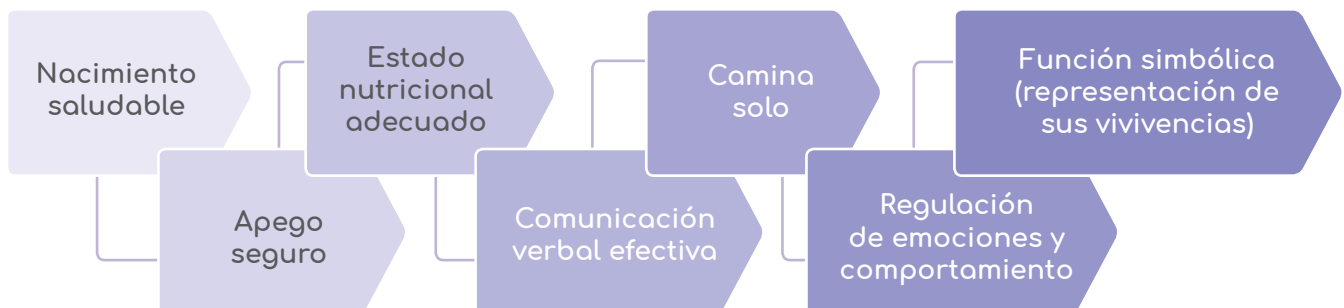 Nacimiento
saludable
Apego
seguro
Estado
nutricional
adecuado
Comunicación
verbal efectiva
Camina
solo
Regulación
de emociones y
comportamiento
Función simbólica
(representación de
sus vivivencias)